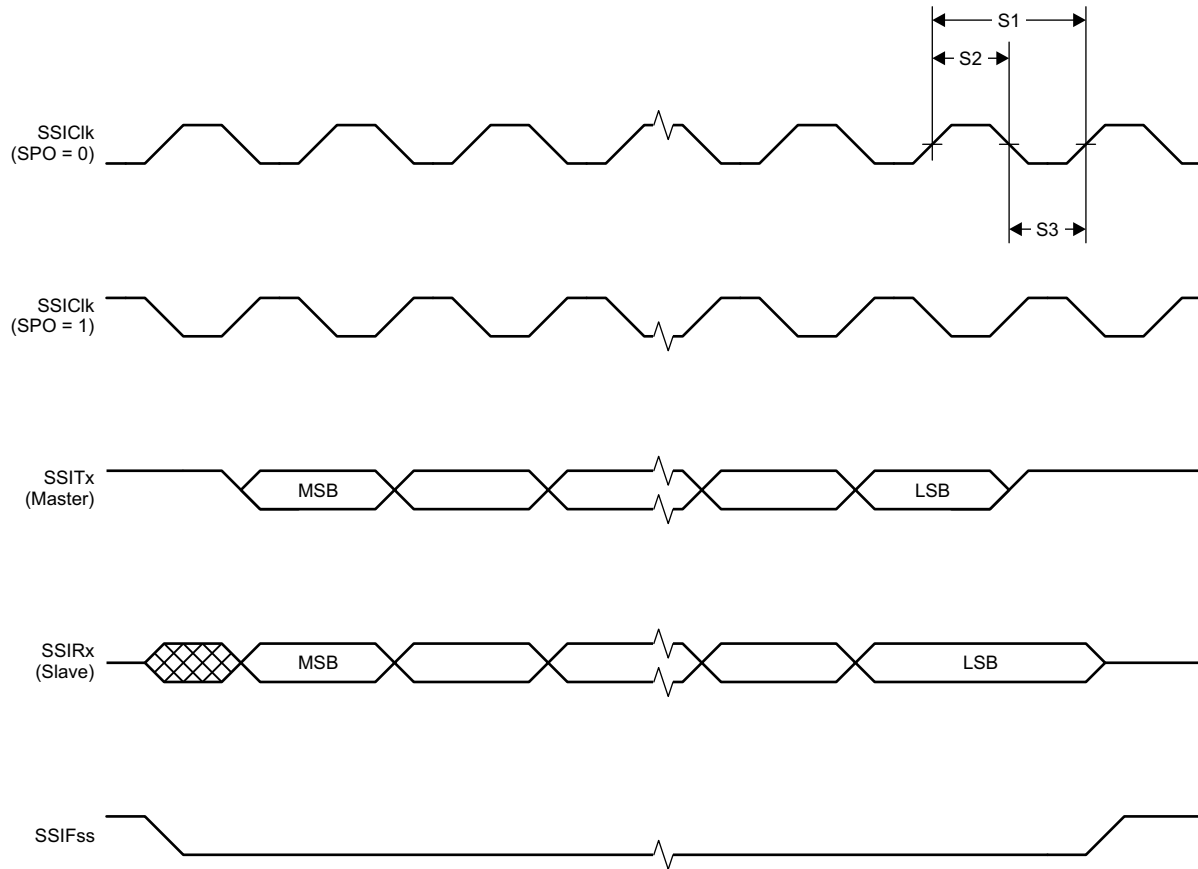 S1
S2
SSIClk
(SPO = 0)
S3
SSIClk
(SPO = 1)
SSITx
(Master)
MSB
LSB
SSIRx
(Slave)
MSB
LSB
SSIFss